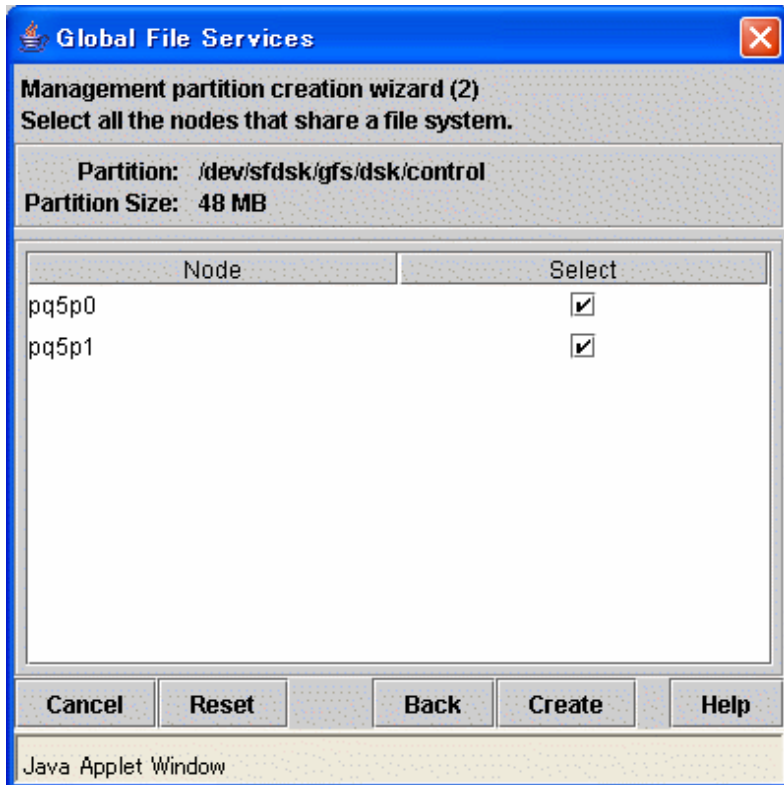 Global File Services
Management partition creation wizard (2)
Select all the nodes that share a file system.
Partition: /dev/sfdsk/gfs/dsk/control
Partition Size: 48 MB
Node Select
pq5p0
pq5p1
Cancel Reset Back Create Help
Java Applet Window